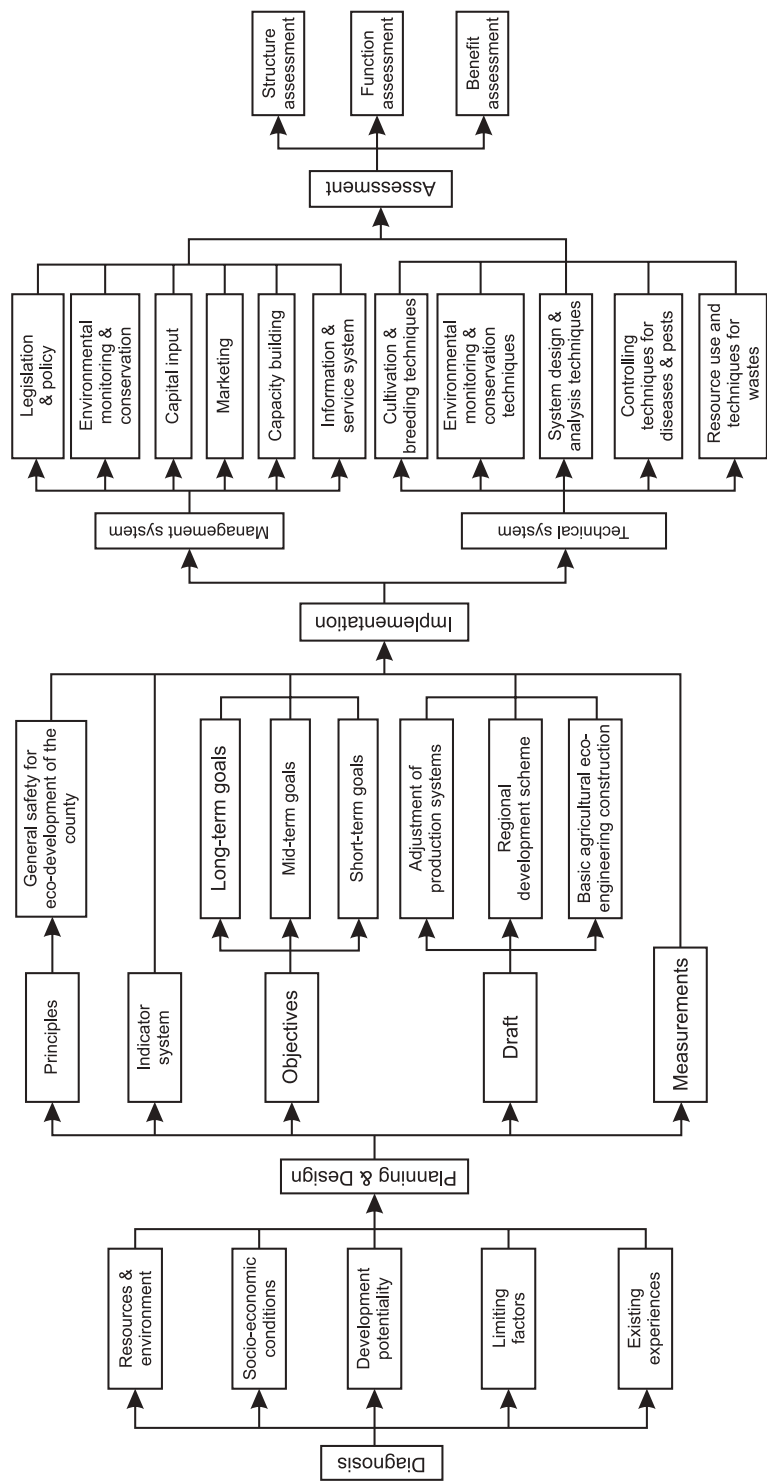 Diagnosis
Resources &
environment
Socio-economic
conditions
Development
potentiality
Limiting
factors
Existing
experiences
Planning & Design
Principles
Indicator
system
Objectives
Draft
Measurements
General safety for
eco-development of the
county
Long-term goals
Mid-term goals
Short-term goals
Adjustment of
production systems
Regional
development scheme
Basic agricultural eco-
engineering construction
Implementation
Management system
Technical system
Legislation
& policy
Environmental
monitoring &
conservation
Capital input
Marketing
Capacity building
Information &
service system
Cultivation &
breeding techniques
Environmental
monitoring &
conservation
techniques
System design &
analysis techniques
Controlling
techniques for
diseases & pests
Resource use and
techniques for
wastes
Assessment
Structure
assessment
Function
assessment
Benefit
assessment